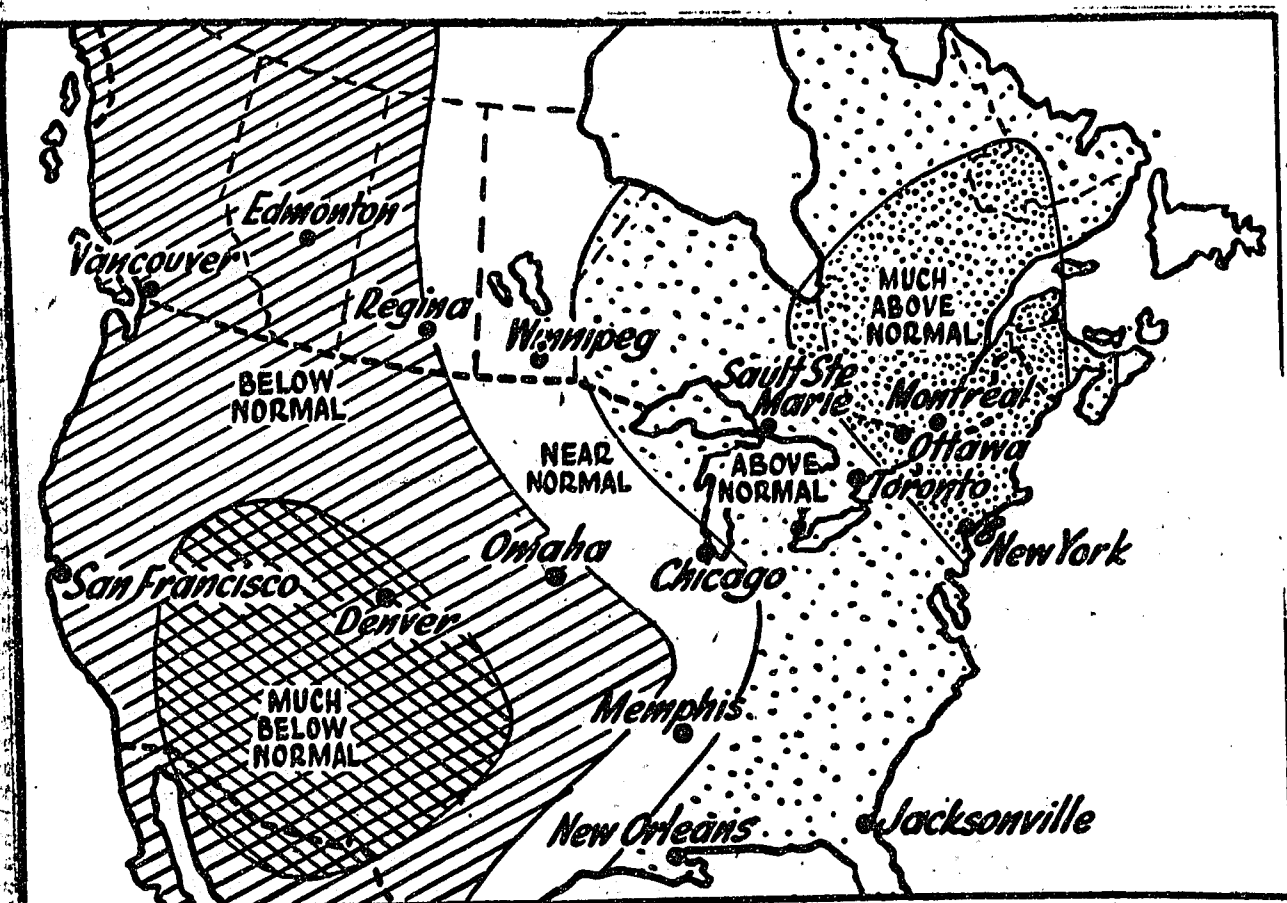 Edmonton
Vancouver
Regina
Winnipeg
MUCH
ABOVE
NORMAL
Sault Ste
Marie
Montreal
Ottawa
BELOW
NORMAL
NEAR
NORMAL
ABOVE
NORMAL
Toronto
Omaha
New York
San Francisco
Chicago
Denver
MUCH
BELOW
NORMAL
Memphis
New Orleans
Jacksonville